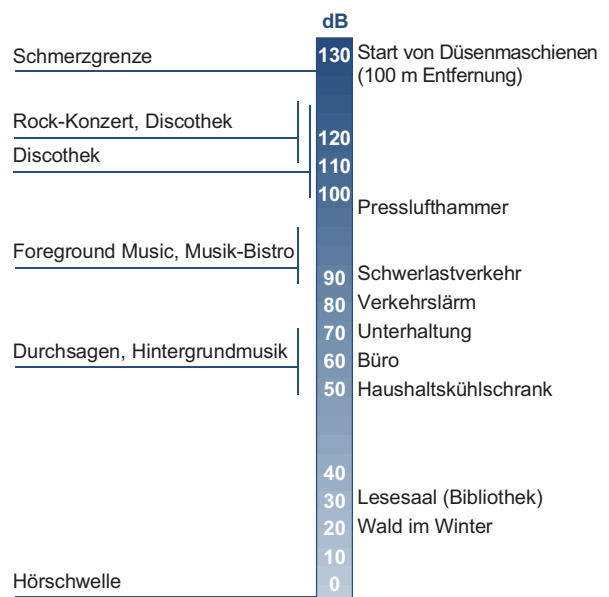 dB
Schmerzgrenze
130
Start von Düsenmaschienen
(100 m Entfernung)
Rock-Konzert, Discothek
120
Discothek
110
100
Presslufthammer
Foreground Music, Musik-Bistro
90
Schwerlastverkehr
80
Verkehrslärm
70
Unterhaltung
Durchsagen, Hintergrundmusik
60
Büro
50
Haushaltskühlschrank
40
30
Lesesaal (Bibliothek)
20
Wald im Winter
10
Hörschwelle
0